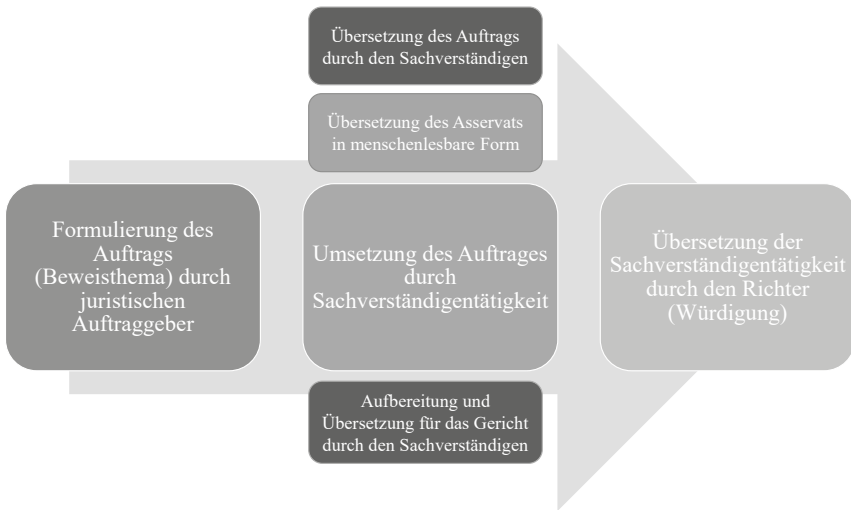 Übersetzung des Auftrags
durch den Sachverständigen
Übersetzung des Asservats
in menschenlesbare Form
Formulierung des
Auftrags
(Beweisthema) durch
juristischen
Auftraggeber
Umsetzung des Auftrages
durch
Sachverständigentätigkeit
Übersetzung der
Sachverständigentätigkeit
durch den Richter
(Würdigung)
Aufbereitung und
Übersetzung für das Gericht
durch den Sachverständigen